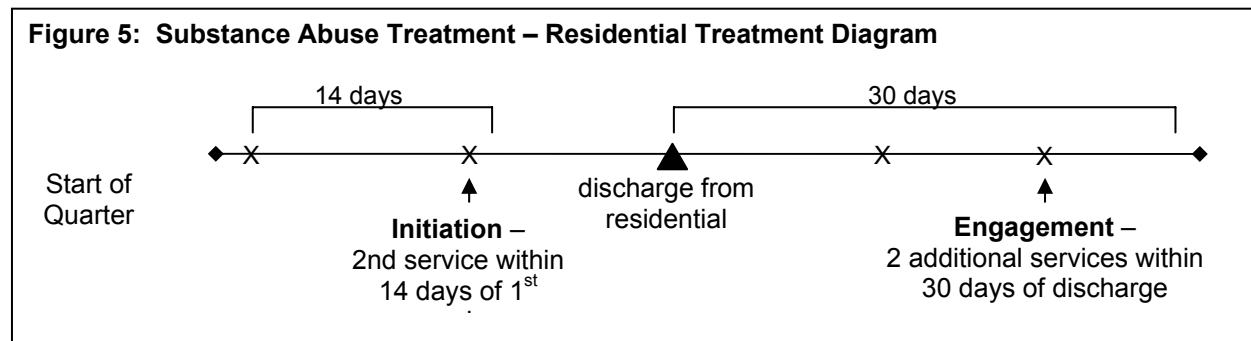 Figure 5:  Substance Abuse Treatment – Residential Treatment Diagram
14 days
30 days
X
X
X
X
Start of
Quarter
discharge from
residential
Initiation –
2nd service within
14 days of 1st
Engagement –
2 additional services within
30 days of discharge